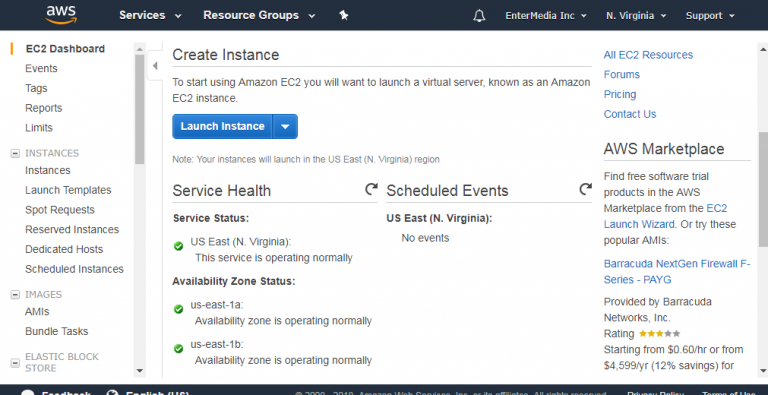 aws
Services
Resource Groups
EnterMedia Inc
N. Virginia
Support
EC2 Dashboard
Events
Tags
Reports
Limits
INSTANCES
Instances
Launch Templates
Spot Requests
Reserved Instances
Dedicated Hosts
Scheduled Instances
IMAGES
AMIs
Bundle Tasks
ELASTIC BLOCK
STORE
Create Instance
To start using Amazon EC2 you will want to launch a virtual server, known as an Amazon
EC2 instance.
Launch Instance
Note: Your instances will launch in the US East (N. Virginia) region
Service Health
Service Status:
US East (N. Virginia):
This service is operating normally
Availability Zone Status:
us-east-1a:
Availability zone is operating normally
us-east-1b:
Availability zone is operating normally
Scheduled Events
US East (N. Virginia):
No events
All EC2 Resources
Forums
Pricing
Contact Us
AWS Marketplace
Find free software trial
products in the AWS
Marketplace from the EC2
Launch Wizard. Or try these
popular AMIs:
Barracuda NextGen Firewall F-
Series - PAYG
Provided by Barracuda
Networks, Inc.
Rating
Starting from $0.60/hr or from
$4,599/yr (12% savings) for
Feedback
English (US)
Amazon Web Services, Inc. or its affiliates. All rights reserved.
Privacy Policy
Terms of Use